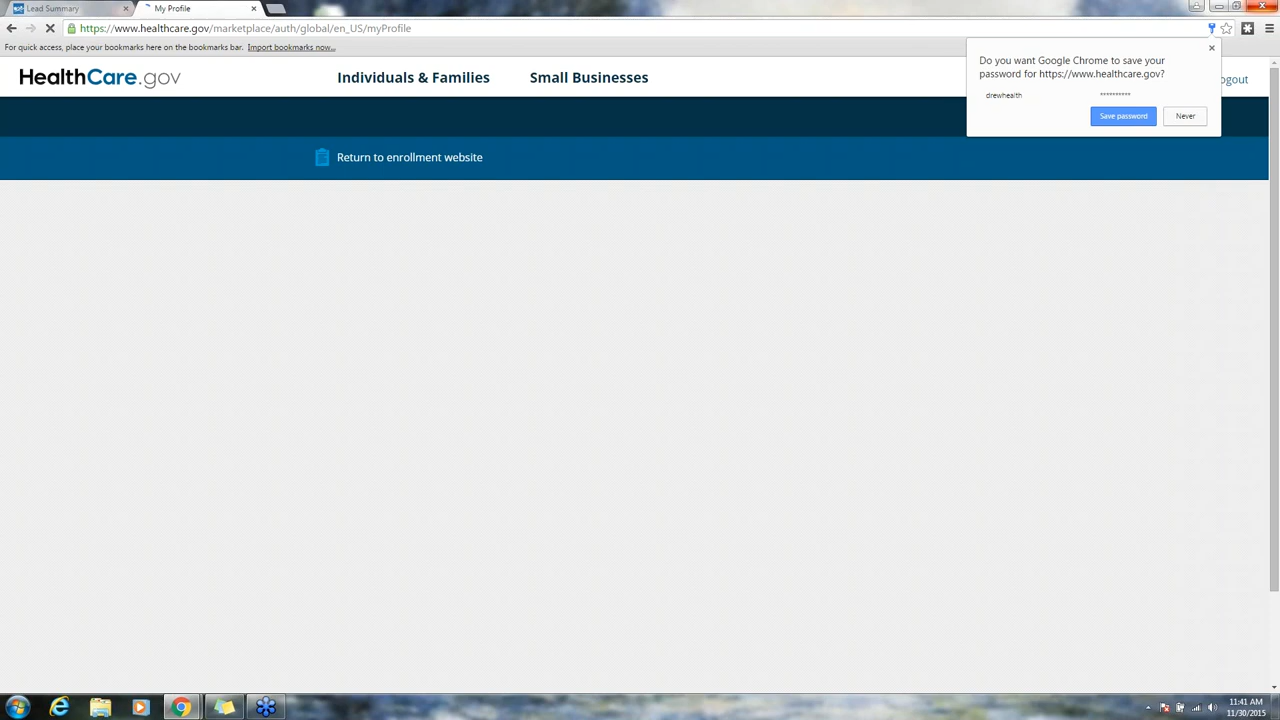 Lead Summary
My Profile
https://www.healthcare.gov/marketplace/auth/global/en_US/myProfile
For quick access, place your bookmarks here on the bookmarks bar. Import bookmarks now...
HealthCare.gov
Individuals & Families
Small Businesses
ogout
Do you want Google Chrome to save your
password for https://www.healthcare.gov?
drewhealth
**********
Save password
Never
Return to enrollment website
11:41 AM
11/30/2015